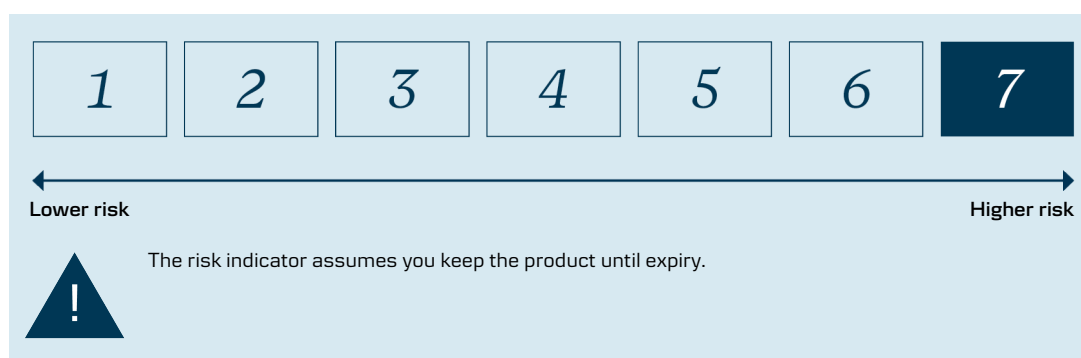 1 2 3 4 5 6 7
Lower risk Higher risk
The risk indicator assumes you keep the product until expiry.
!